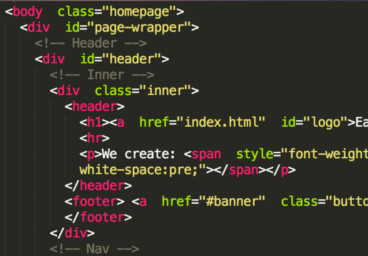 <body class="homepage">
<div id="page-wrapper">
<!-- Header -->
<div id="header">
<!-- Inner -->
<div class="inner">
<header>
<h1><a href="index.html" id="logo">Ea
<hr>
<p>We create: <span style="font-weight
white-space:pre;"></span></p>
</header>
<footer> <a href="#banner" class="butto
</footer>
</div>
<!-- Nav -->